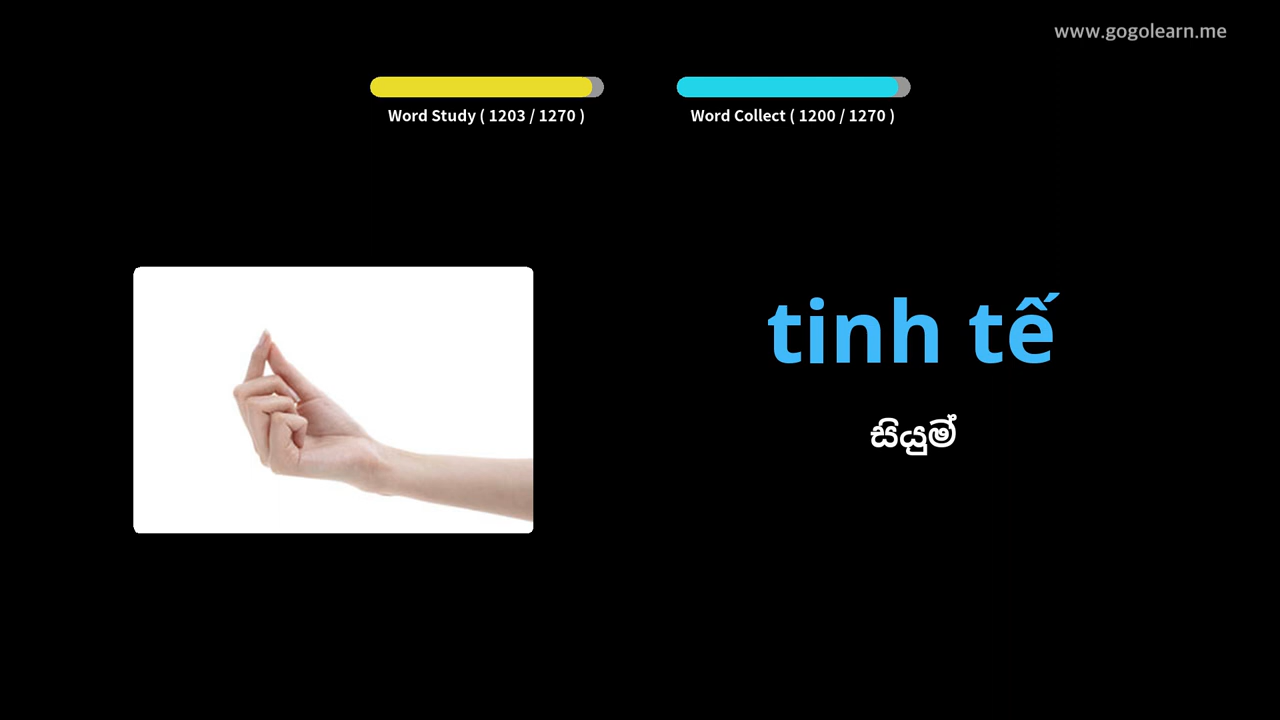 www.gogolearn.me
Word Study ( 1203 / 1270 )
Word Collect ( 1200 / 1270 )
tinh tế
සියුම්